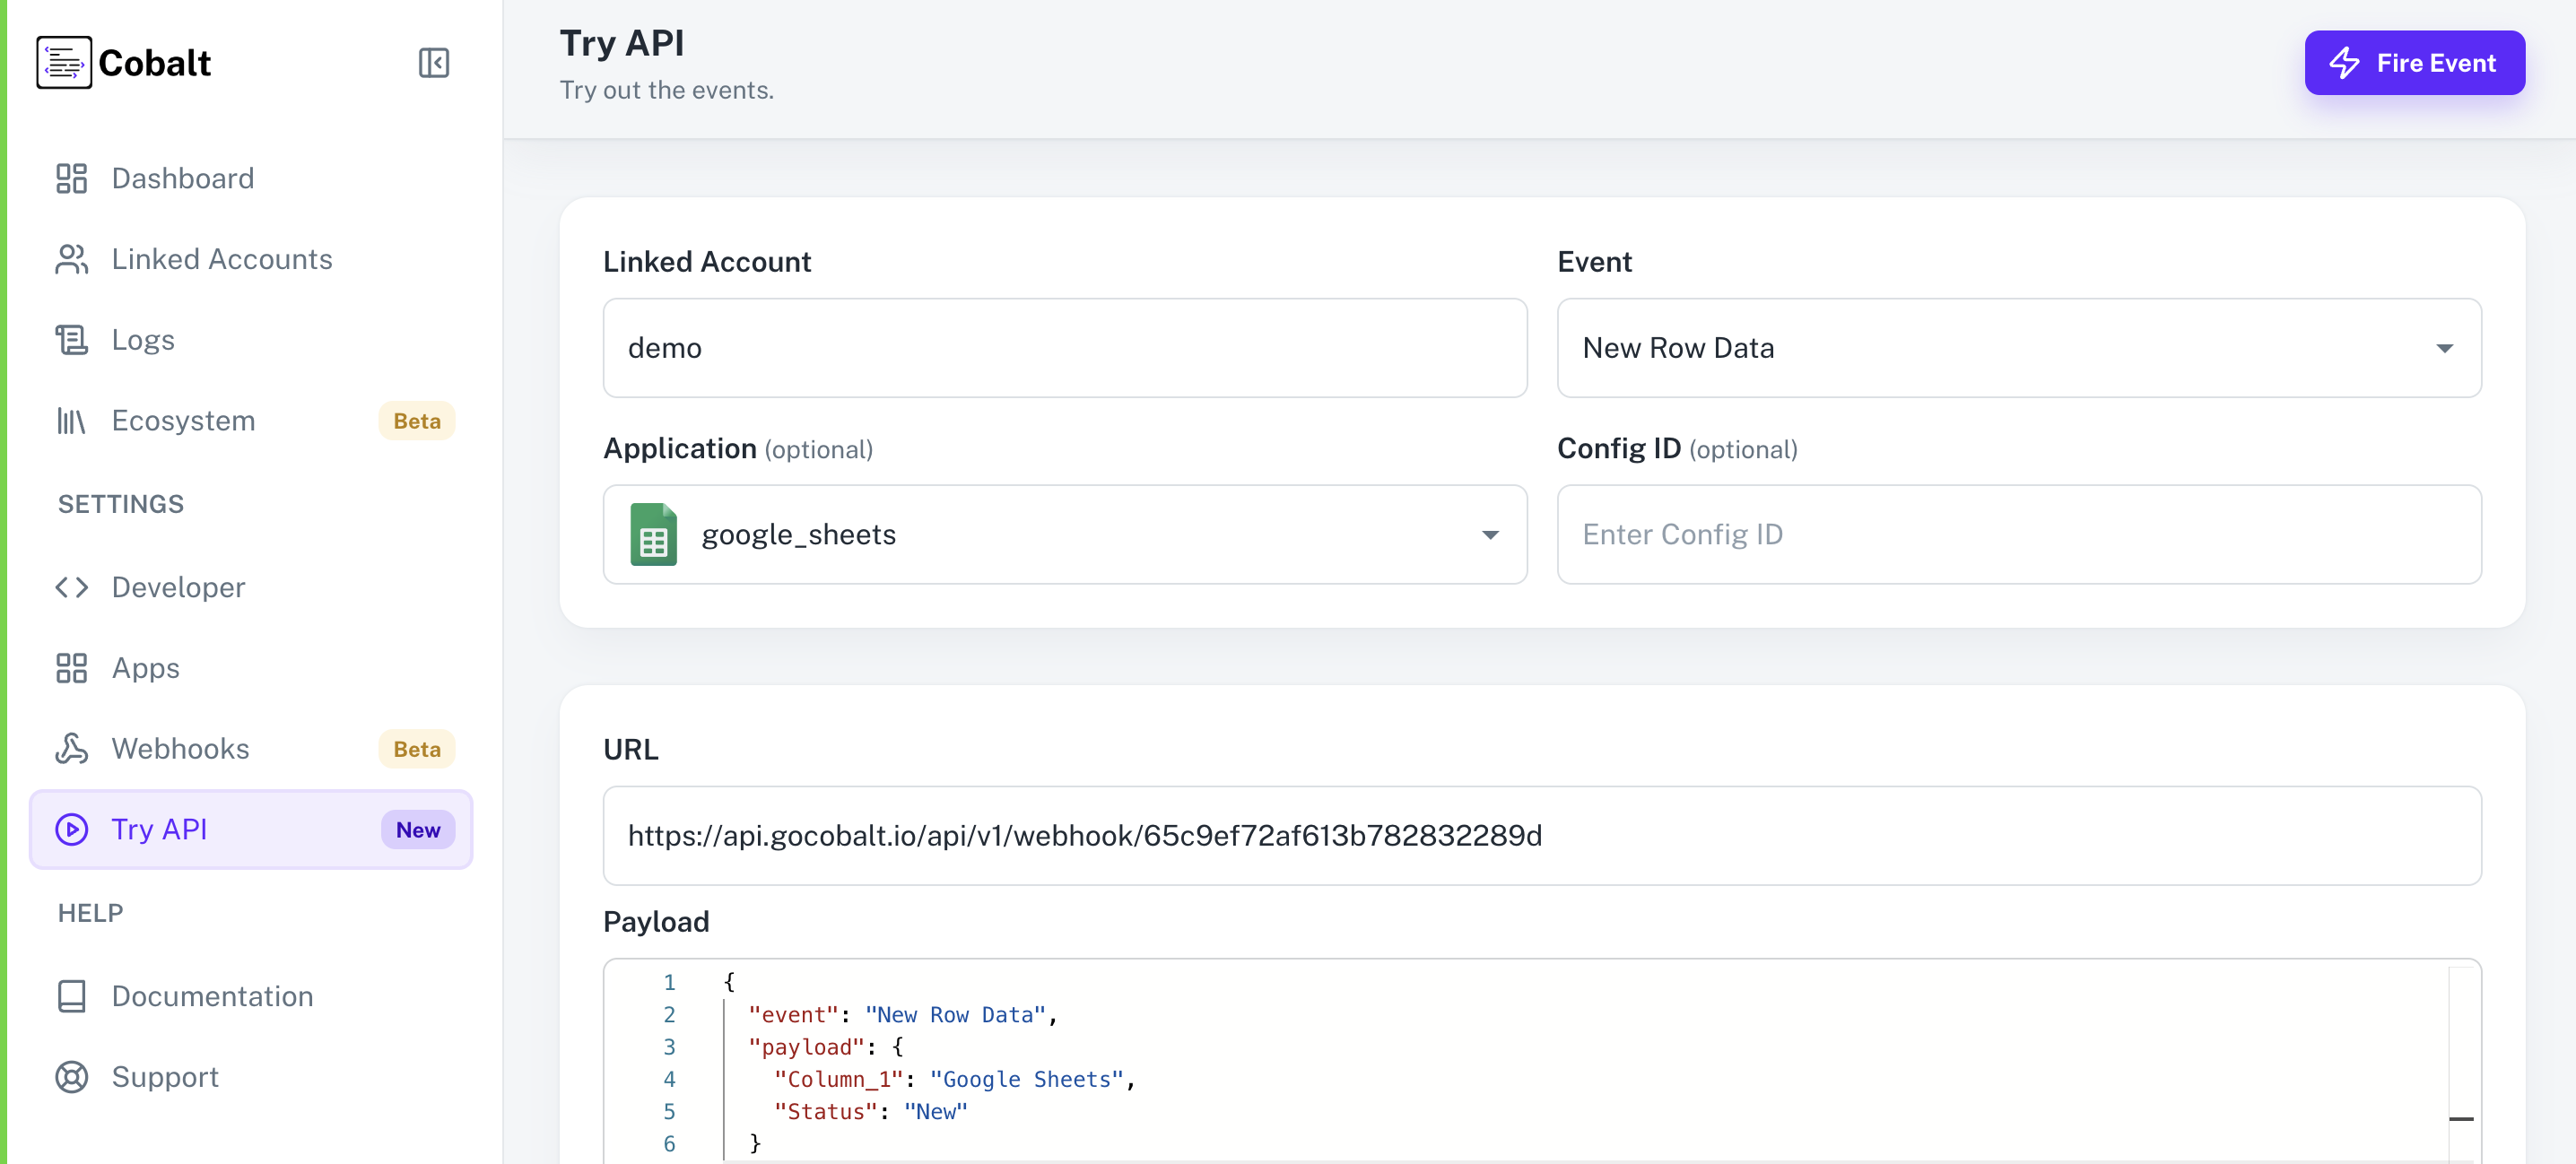 Cobalt
Dashboard
Linked Accounts
Logs
Ecosystem Beta
SETTINGS
Developer
Apps
Webhooks Beta
Try API New
HELP
Documentation
Support
Try API
Try out the events.
Fire Event
Linked Account
demo
Event
New Row Data
Application (optional)
google_sheets
Config ID (optional)
Enter Config ID
URL
https://api.gocobalt.io/api/v1/webhook/65c9ef72af613b782832289d
Payload
1 {
2 "event": "New Row Data",
3 "payload": {
4 "Column_1": "Google Sheets",
5 "Status": "New"
6 }